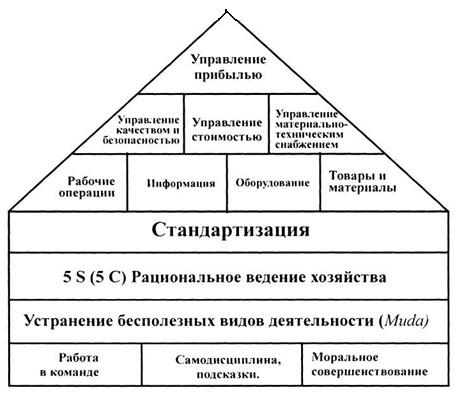 Управление
прибылью
Управление
качеством и
безопасностью
Управление
стоимостью
Управление
материально-
техническим
снабжением
Рабочие
операции
Информация
Оборудование
Товары и
материалы
Стандартизация
5 S (5 С) Рациональное ведение хозяйства
Устранение бесполезных видов деятельности (Muda)
Работа
в команде
Самодисциплина,
подсказки.
Моральное
совершенствование